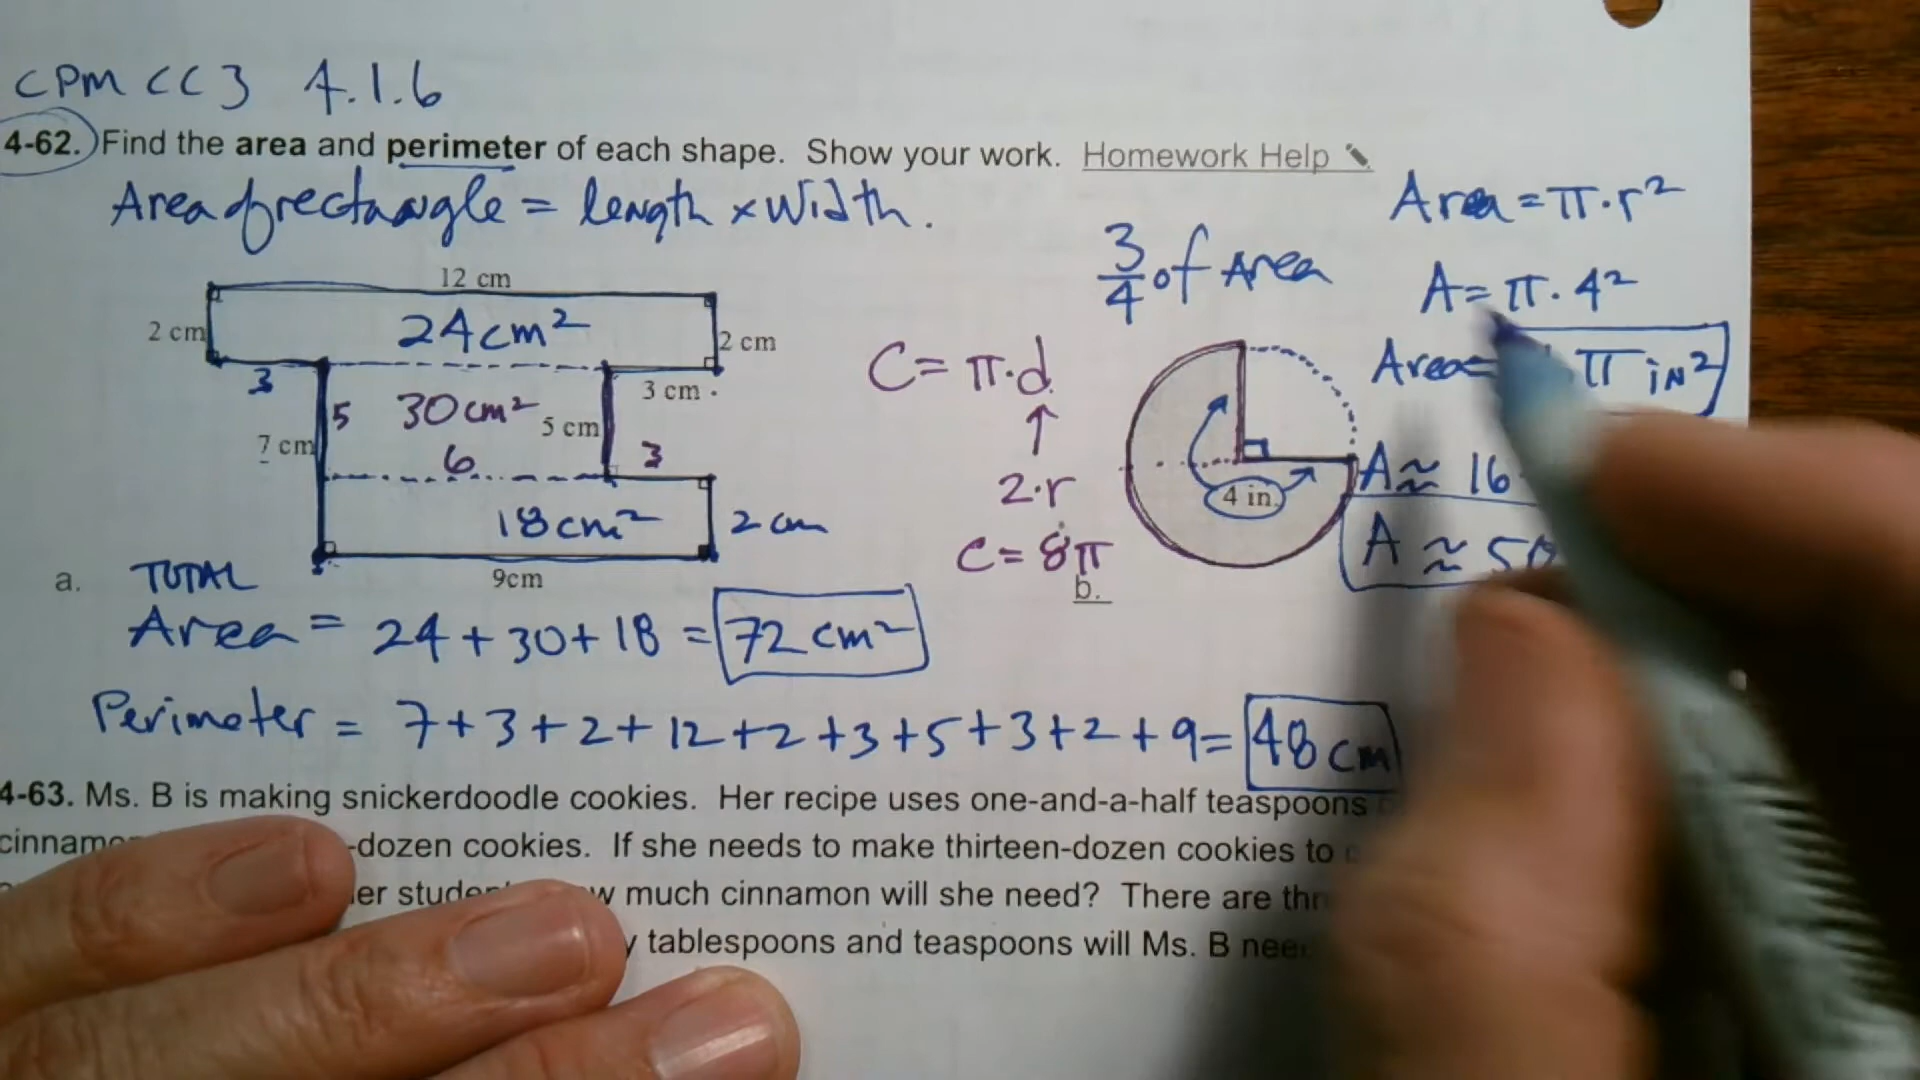 CPM CC3 4.1.6
4-62. Find the area and perimeter of each shape. Show your work. Homework Help
Area of rectangle = length x Width.
12 cm
2 cm
24 cm²
2 cm
3
3 cm
5
30 cm²
5 cm
7 cm
6
3
18 cm²
2 cm
9cm
a.
TOTAL
Area = 24 + 30 + 18 = 72 cm²
Perimeter = 7 + 3 + 2 + 12 + 2 + 3 + 5 + 3 + 2 + 9 = 48 cm
3/4 of Area
C = π·d
2·r
C = 8π
b.
4 in.
Area = π·r²
A = π·4²
Area= π in²
A ≈ 16
A ≈
4-63. Ms. B is making snickerdoodle cookies. Her recipe uses one-and-a-half teaspoons
-dozen cookies. If she needs to make thirteen-dozen cookies to
much cinnamon will she need? There are
tablespoons and teaspoons will Ms. B